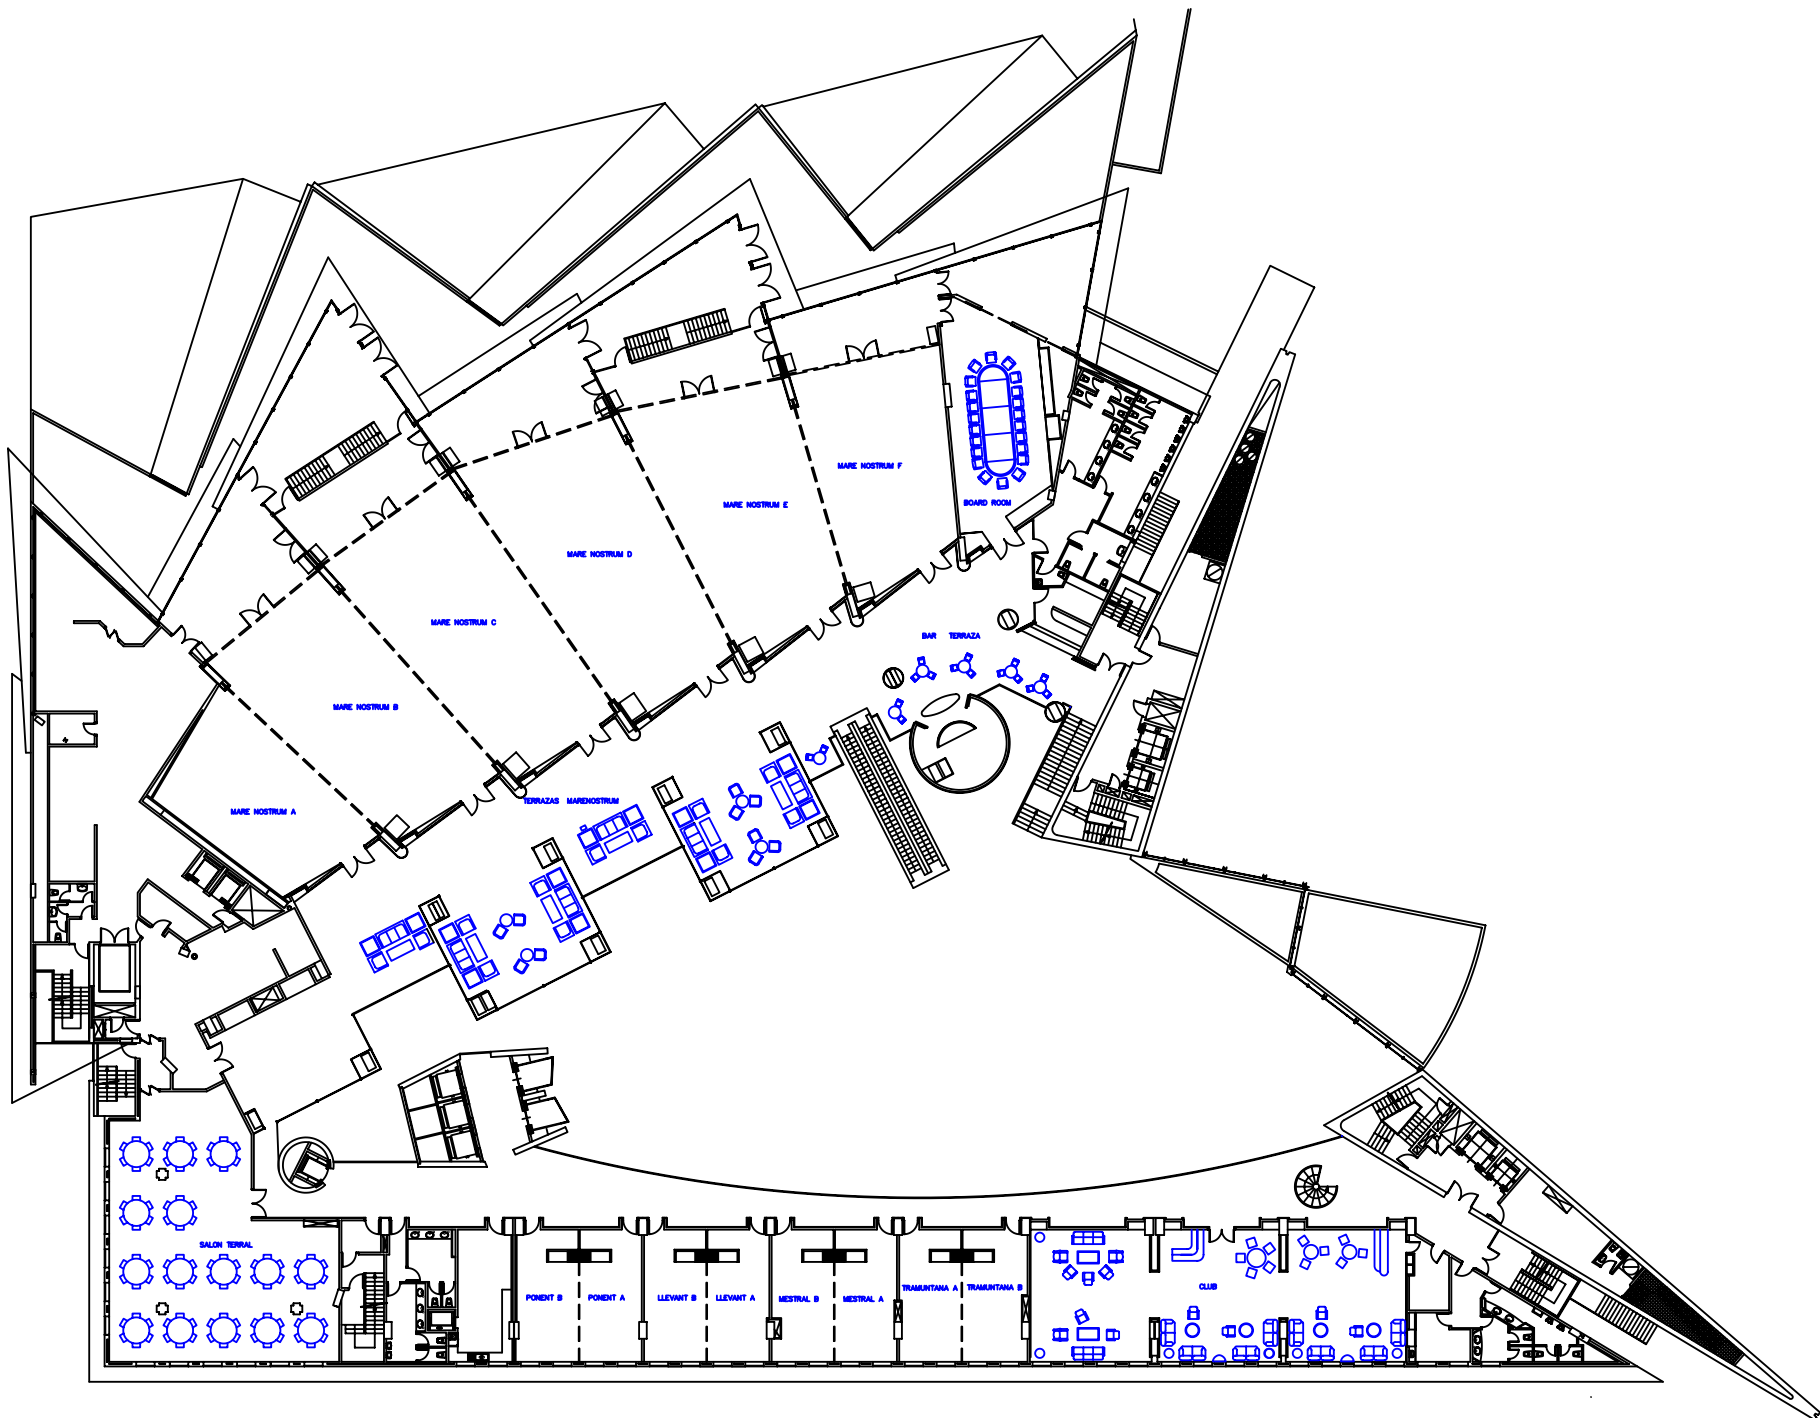 MARE NOSTRUM F
MARE NOSTRUM E
BOARD ROOM
MARE NOSTRUM D
MARE NOSTRUM C
BAR TERRAZA
MARE NOSTRUM B
TERRAZAS MARENOSTRUM
MARE NOSTRUM A
SALON TERRAL
PONENT B
PONENT A
LLEVANT B
LLEVANT A
MESTRAL B
MESTRAL A
TRAMUNTANA A
TRAMUNTANA B
CLUB